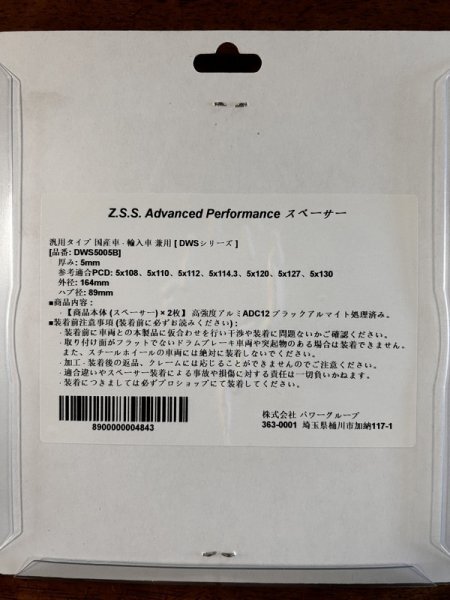 Z.S.S. Advanced Performance スペーサー
汎用タイプ 国産車・輸入車 兼用 [ DWSシリーズ ]
[品番: DWS5005B]
厚み: 5mm
参考適合PCD: 5x108、5x110、5x112、5x114.3、5x120、5x127、5x130
外径: 164mm
ハブ径: 89mm
■商品内容:
・【商品本体 (スペーサー) × 2枚】 高強度アルミ ADC12 ブラックアルマイト処理済み。
■装着前注意事項 (装着前に必ずお読みください) :
- 装着前に車両との本製品に仮合わせを行い干渉や装着に問題ないかご確認ください。
- 取り付け面がフラットでないドラムブレーキ車両や突起物のある場合は装着できません。
また、スチールホイールの車両には絶対に装着しないでください。
- 加工・装着後の返品、クレームには応じることができませんのでご注意ください。
- 適合違いやスペーサー装着による事故や損傷に対する責任は一切負いかねます。
- 装着につきましては必ずプロショップにて装着してください。
8900000004843
株式会社 パワーグループ
363-0001 埼玉県桶川市加納117-1